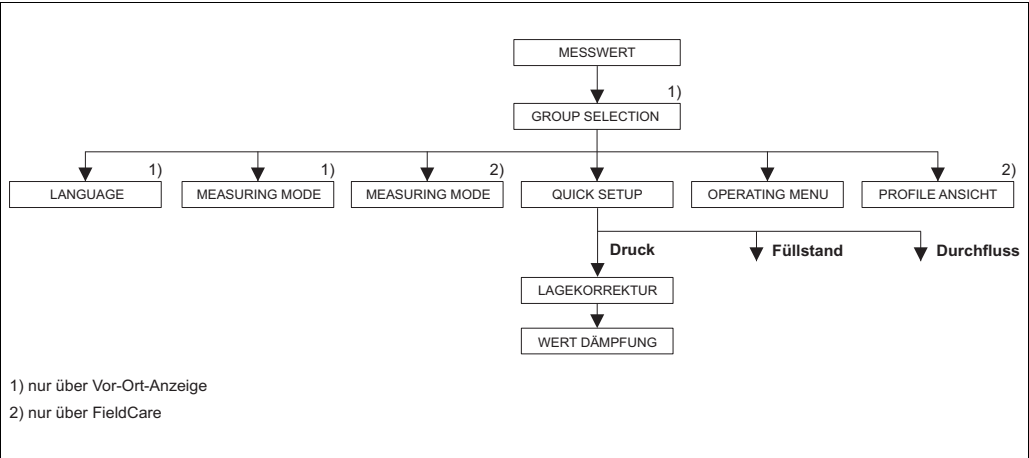 MESSWERT
1)
GROUP SELECTION
1) 1) 2) 2)
LANGUAGE MEASURING MODE MEASURING MODE QUICK SETUP OPERATING MENU PROFILE ANSICHT
Druck Füllstand Durchfluss
LAGEKORREKTUR
WERT DÄMPFUNG
1) nur über Vor-Ort-Anzeige
2) nur über FieldCare